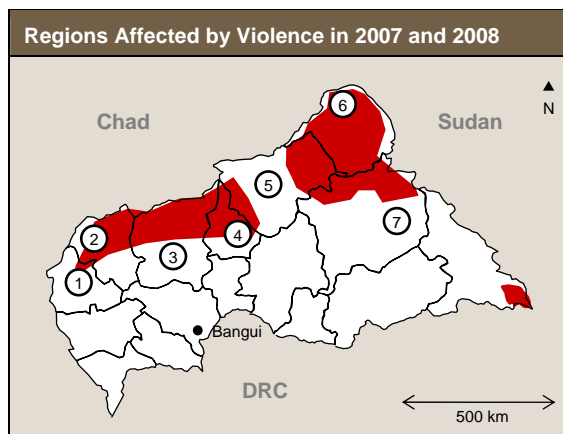 Regions Affected by Violence in 2007 and 2008
Chad
6
Sudan
N
5
2
4
7
3
1
Bangui
DRC
500 km